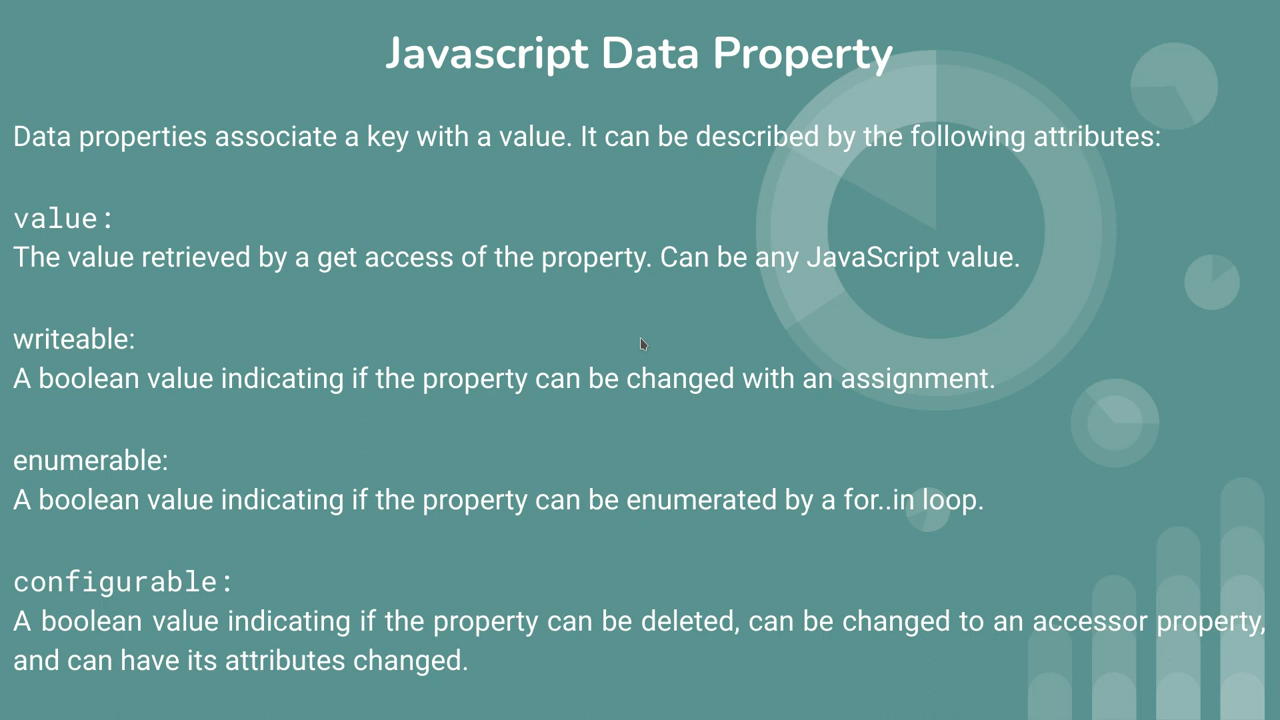 Javascript Data Property
Data properties associate a key with a value. It can be described by the following attributes:
value:
The value retrieved by a get access of the property. Can be any JavaScript value.
writeable:
A boolean value indicating if the property can be changed with an assignment.
enumerable:
A boolean value indicating if the property can be enumerated by a for..in loop.
configurable:
A boolean value indicating if the property can be deleted, can be changed to an accessor property,
and can have its attributes changed.